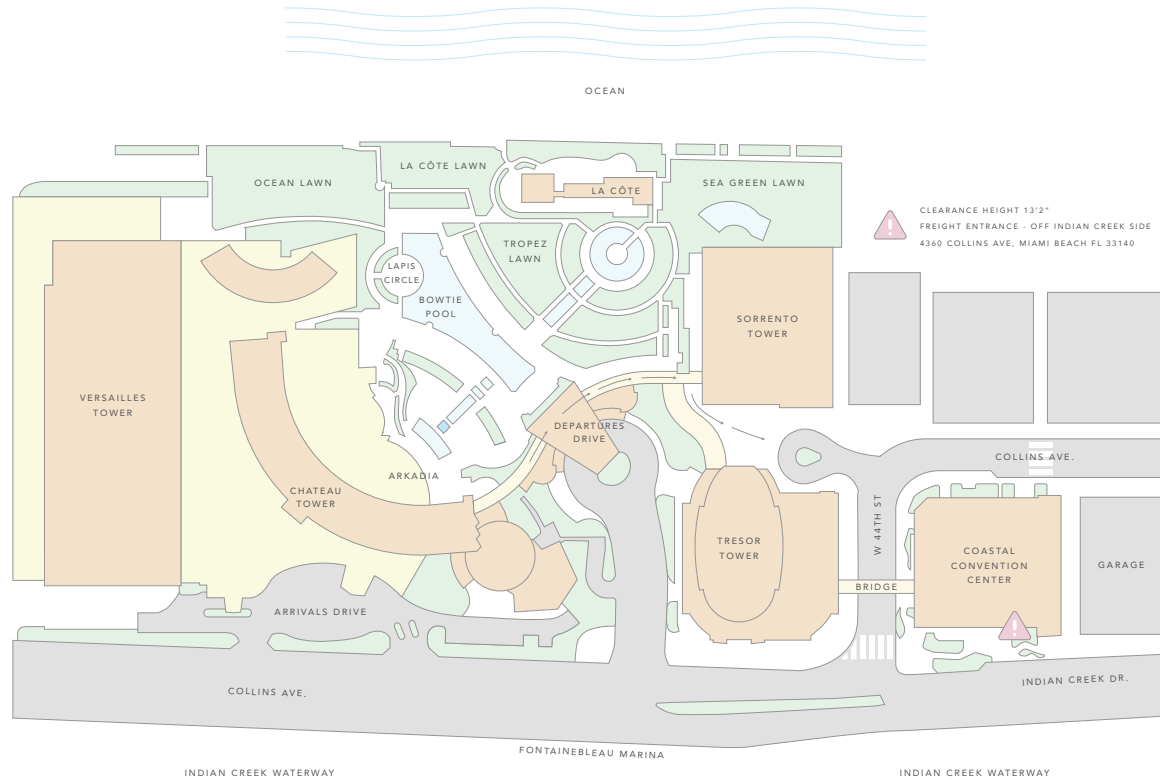 OCEAN
LA CÔTE LAWN
OCEAN LAWN
LA CÔTE
SEA GREEN LAWN
CLEARANCE HEIGHT 13'2"
FREIGHT ENTRANCE - OFF INDIAN CREEK SIDE
4360 COLLINS AVE, MIAMI BEACH FL 33140
TROPEZ
LAWN
LAPIS
CIRCLE
BOWTIE
POOL
SORRENTO
TOWER
VERSAILLES
TOWER
DEPARTURES
DRIVE
COLLINS AVE.
ARKADIA
CHATEAU
TOWER
W 44TH ST
TRESOR
TOWER
COASTAL
CONVENTION
CENTER
GARAGE
BRIDGE
ARRIVALS DRIVE
COLLINS AVE.
INDIAN CREEK DR.
FONTAINEBLEAU MARINA
INDIAN CREEK WATERWAY
INDIAN CREEK WATERWAY